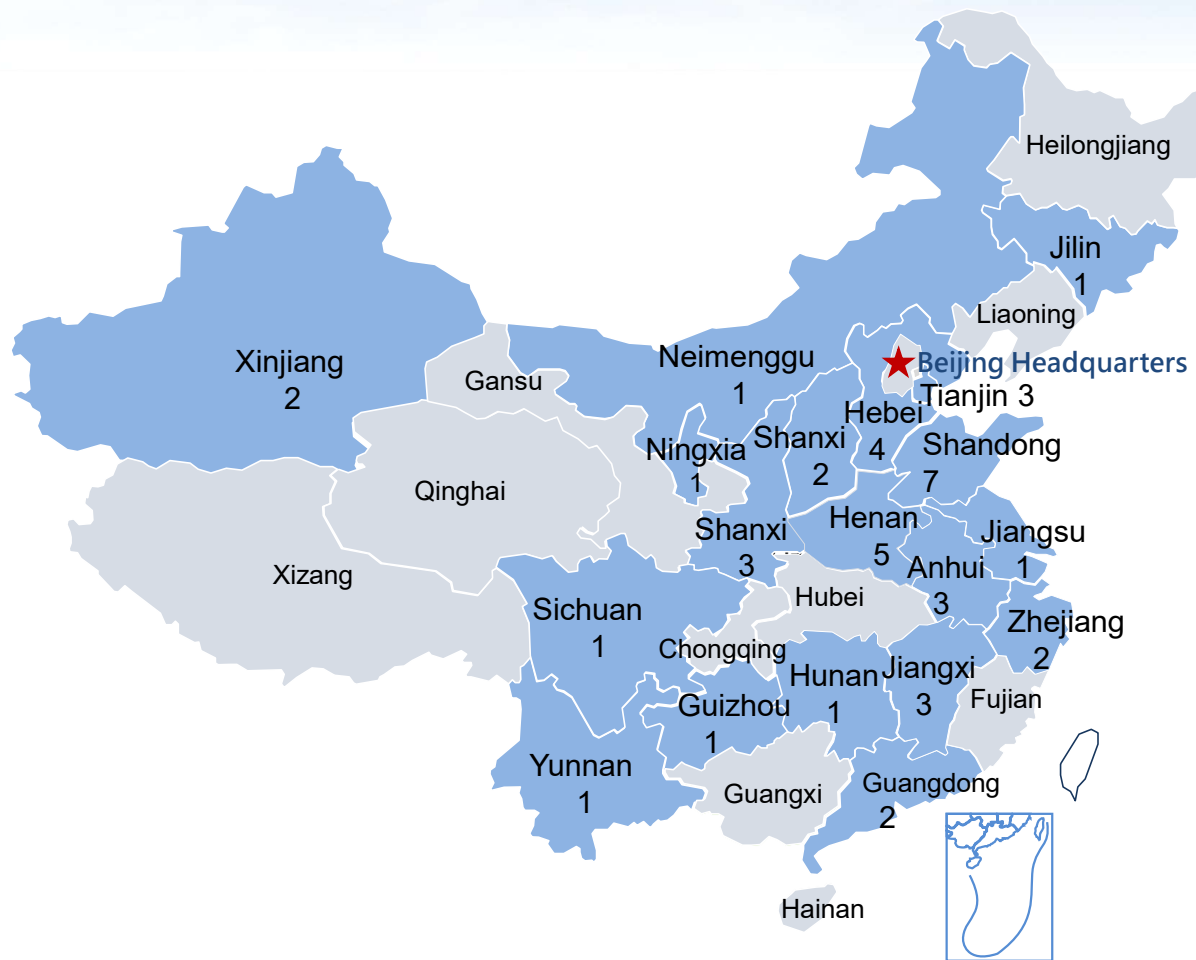 Heilongjiang
Jilin
1
Liaoning
Xinjiang
2
Gansu
Neimenggu
1
Beijing Headquarters
Tianjin 3
Hebei
4
Shanxi
2
Shandong
7
Ningxia
1
Qinghai
Shanxi
3
Henan
5
Jiangsu
1
Anhui
3
Xizang
Sichuan
1
Hubei
Zhejiang
2
Chongqing
Hunan
1
Jiangxi
3
Fujian
Guizhou
1
Yunnan
1
Guangxi
Guangdong
2
Hainan